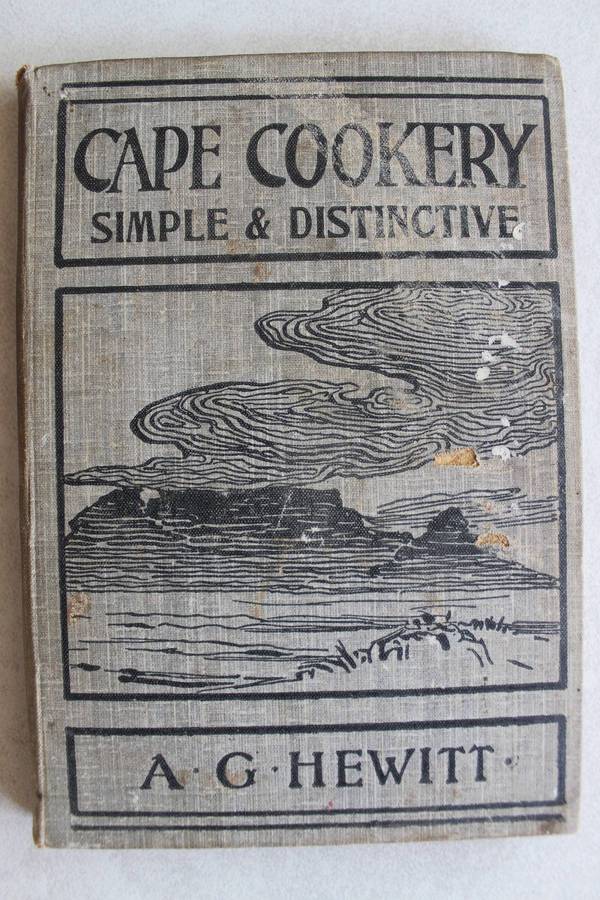 CAPE COOKERY
SIMPLE & DISTINCTIVE
A·G·HEWITT·